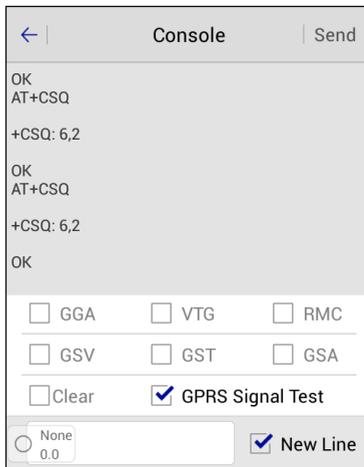 Console
Send
OK
AT+CSQ
+CSQ: 6,2
OK
AT+CSQ
+CSQ: 6,2
OK
GGA VTG RMC
GSV GST GSA
Clear GPRS Signal Test
None
0.0
New Line